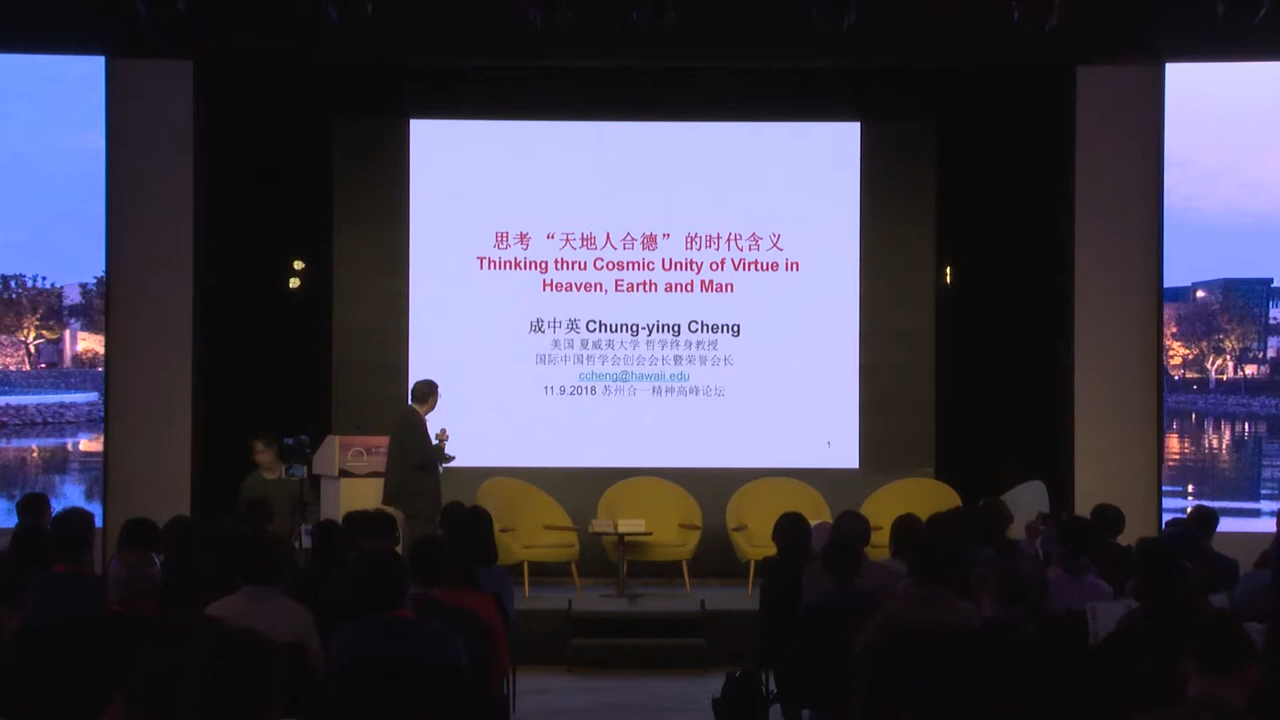 思考 “天地人合德” 的时代含义
Thinking thru Cosmic Unity of Virtue in
Heaven, Earth and Man
成中英 Chung-ying Cheng
美国 夏威夷大学 哲学终身教授
国际中国哲学会创会会长暨荣誉会长
ccheng@hawaii.edu
11.9.2018 苏州合一精神高峰论坛
1